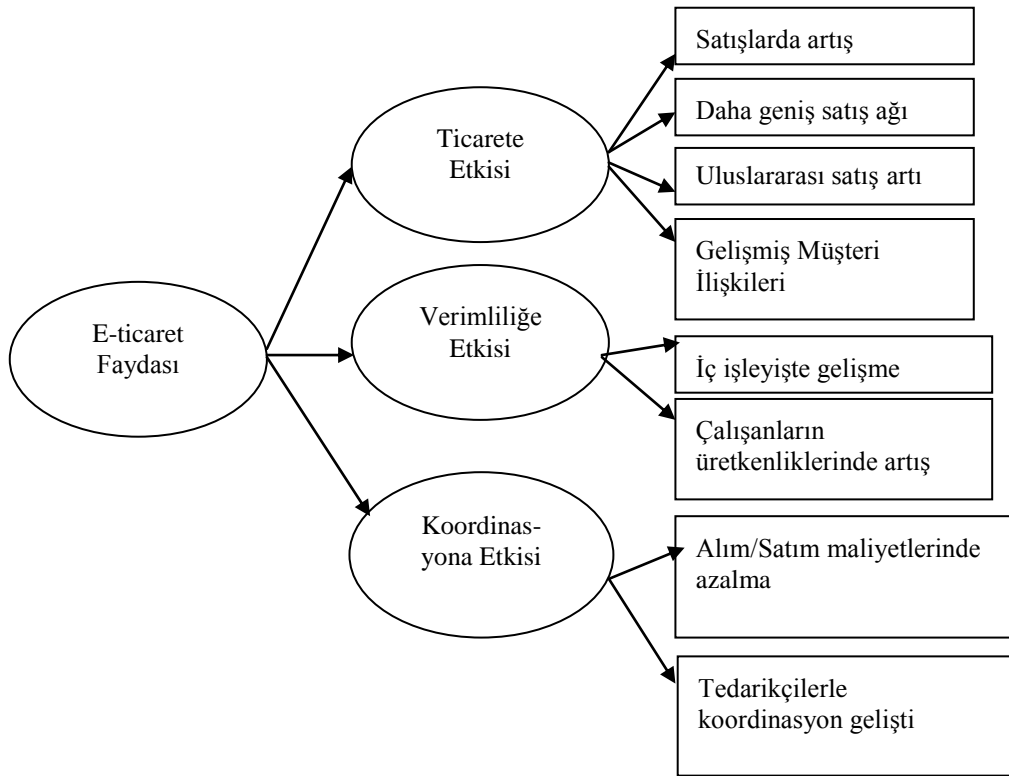 Satışlarda artış
Daha geniş satış ağı
Ticarete
Etkisi
Uluslararası satış artı
Gelişmiş Müşteri
İlişkileri
E-ticaret
Faydası
Verimliliğe
Etkisi
İç işleyişte gelişme
Çalışanların
üretkenliklerinde artış
Koordinas-
yona Etkisi
Alım/Satım maliyetlerinde
azalma
Tedarikçilerle
koordinasyon gelişti